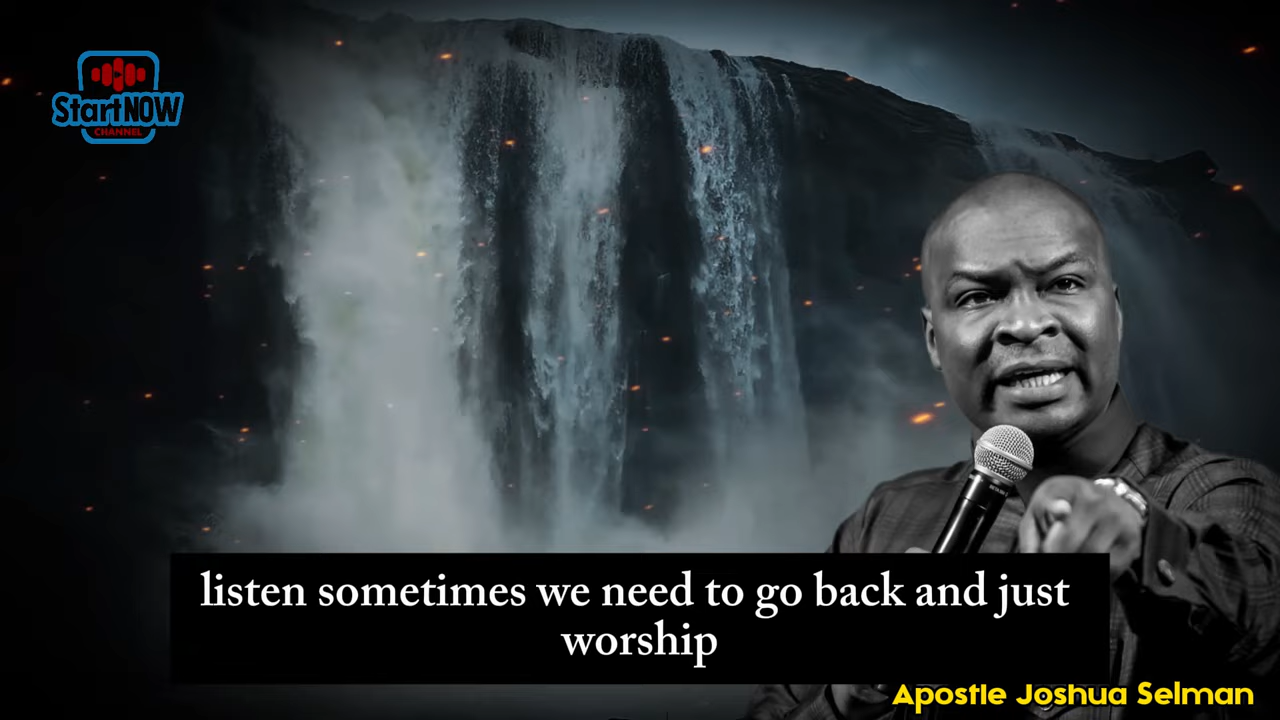 StartNOW
CHANNEL
listen sometimes we need to go back and just
worship
Apostle Joshua Selman